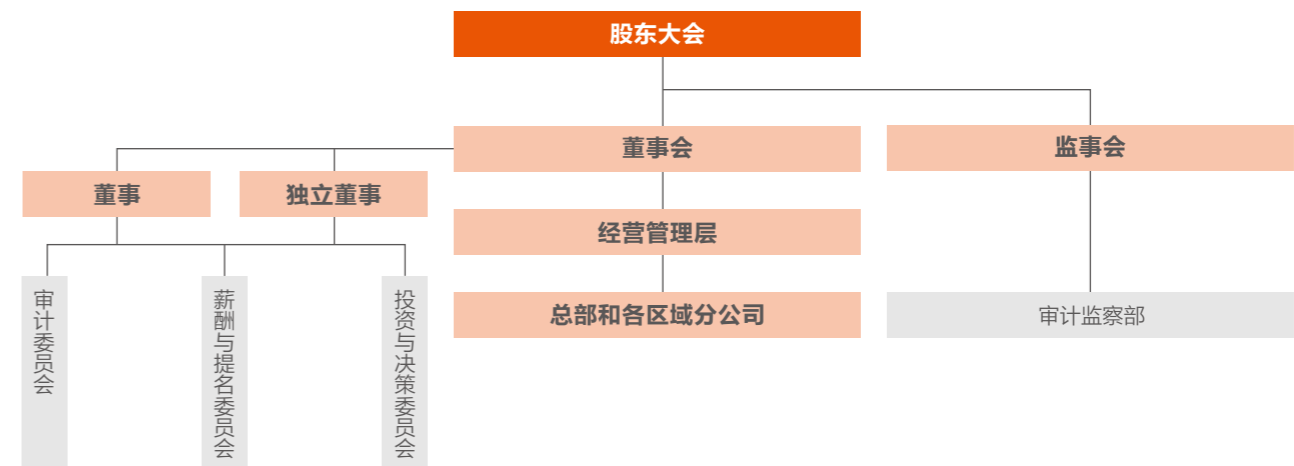 股东大会
董事会
监事会
董事
独立董事
经营管理层
总部和各区域分公司
审计监察部
审计委员会
薪酬与提名委员会
投资与决策委员会